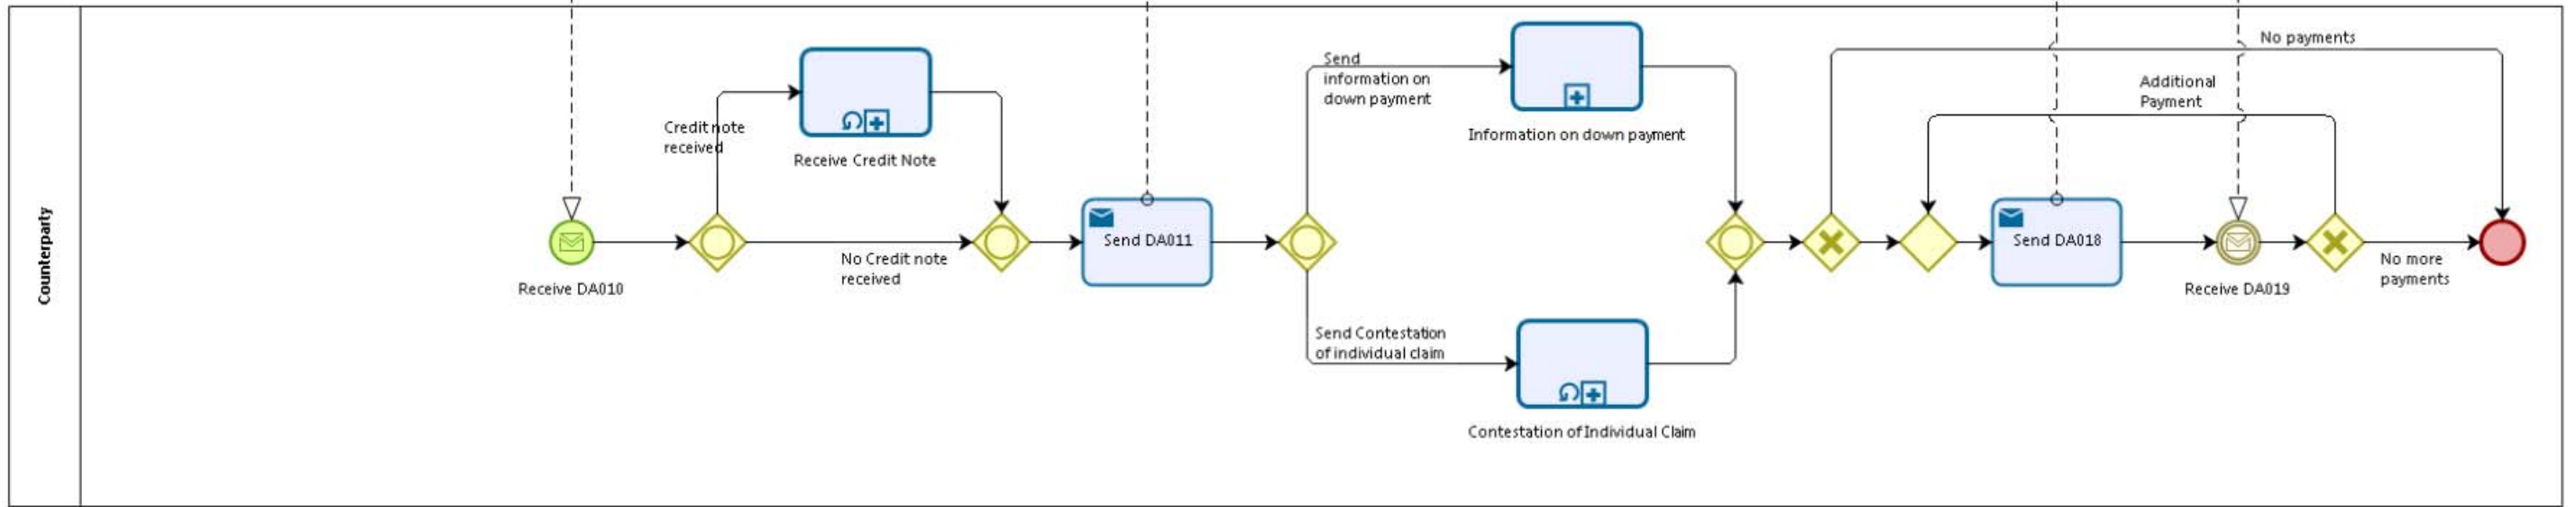 Counterparty
Receive DA010
Credit note
received
Receive Credit Note
No Credit note
received
Send DA011
Send
information on
down payment
Information on down payment
Send Contestation
of individual claim
Contestation of Individual Claim
No payments
Additional
Payment
Send DA018
Receive DA019
No more
payments